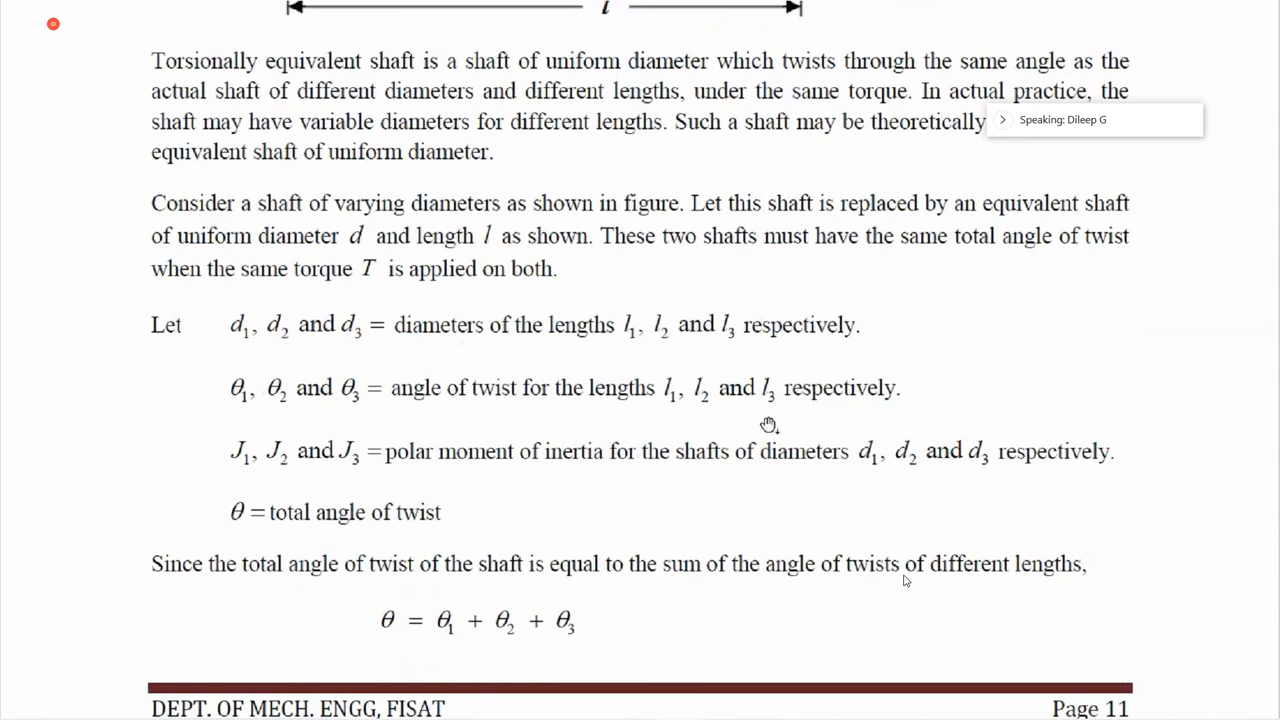 l
Torsionally equivalent shaft is a shaft of uniform diameter which twists through the same angle as the
actual shaft of different diameters and different lengths, under the same torque. In actual practice, the
shaft may have variable diameters for different lengths. Such a shaft may be theoretically
Speaking: Dileep G
equivalent shaft of uniform diameter.
Consider a shaft of varying diameters as shown in figure. Let this shaft is replaced by an equivalent shaft
of uniform diameter d and length l as shown. These two shafts must have the same total angle of twist
when the same torque T is applied on both.
Let d₁, d₂ and d₃ = diameters of the lengths l₁, l₂ and l₃ respectively.
θ₁, θ₂ and θ₃ = angle of twist for the lengths l₁, l₂ and l₃ respectively.
J₁, J₂ and J₃ = polar moment of inertia for the shafts of diameters d₁, d₂ and d₃ respectively.
θ = total angle of twist
Since the total angle of twist of the shaft is equal to the sum of the angle of twists of different lengths,
θ = θ₁ + θ₂ + θ₃
DEPT. OF MECH. ENGG, FISAT Page 11